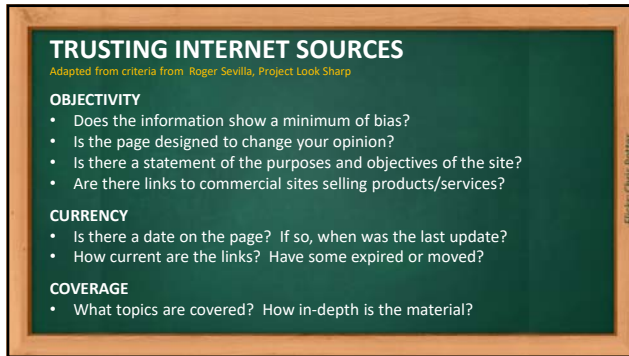 TRUSTING INTERNET SOURCES
Adapted from criteria from Roger Sevilla, Project Look Sharp
OBJECTIVITY
• Does the information show a minimum of bias?
• Is the page designed to change your opinion?
• Is there a statement of the purposes and objectives of the site?
• Are there links to commercial sites selling products/services?
CURRENCY
• Is there a date on the page? If so, when was the last update?
• How current are the links? Have some expired or moved?
COVERAGE
• What topics are covered? How in-depth is the material?
Flickr: Chris Potter